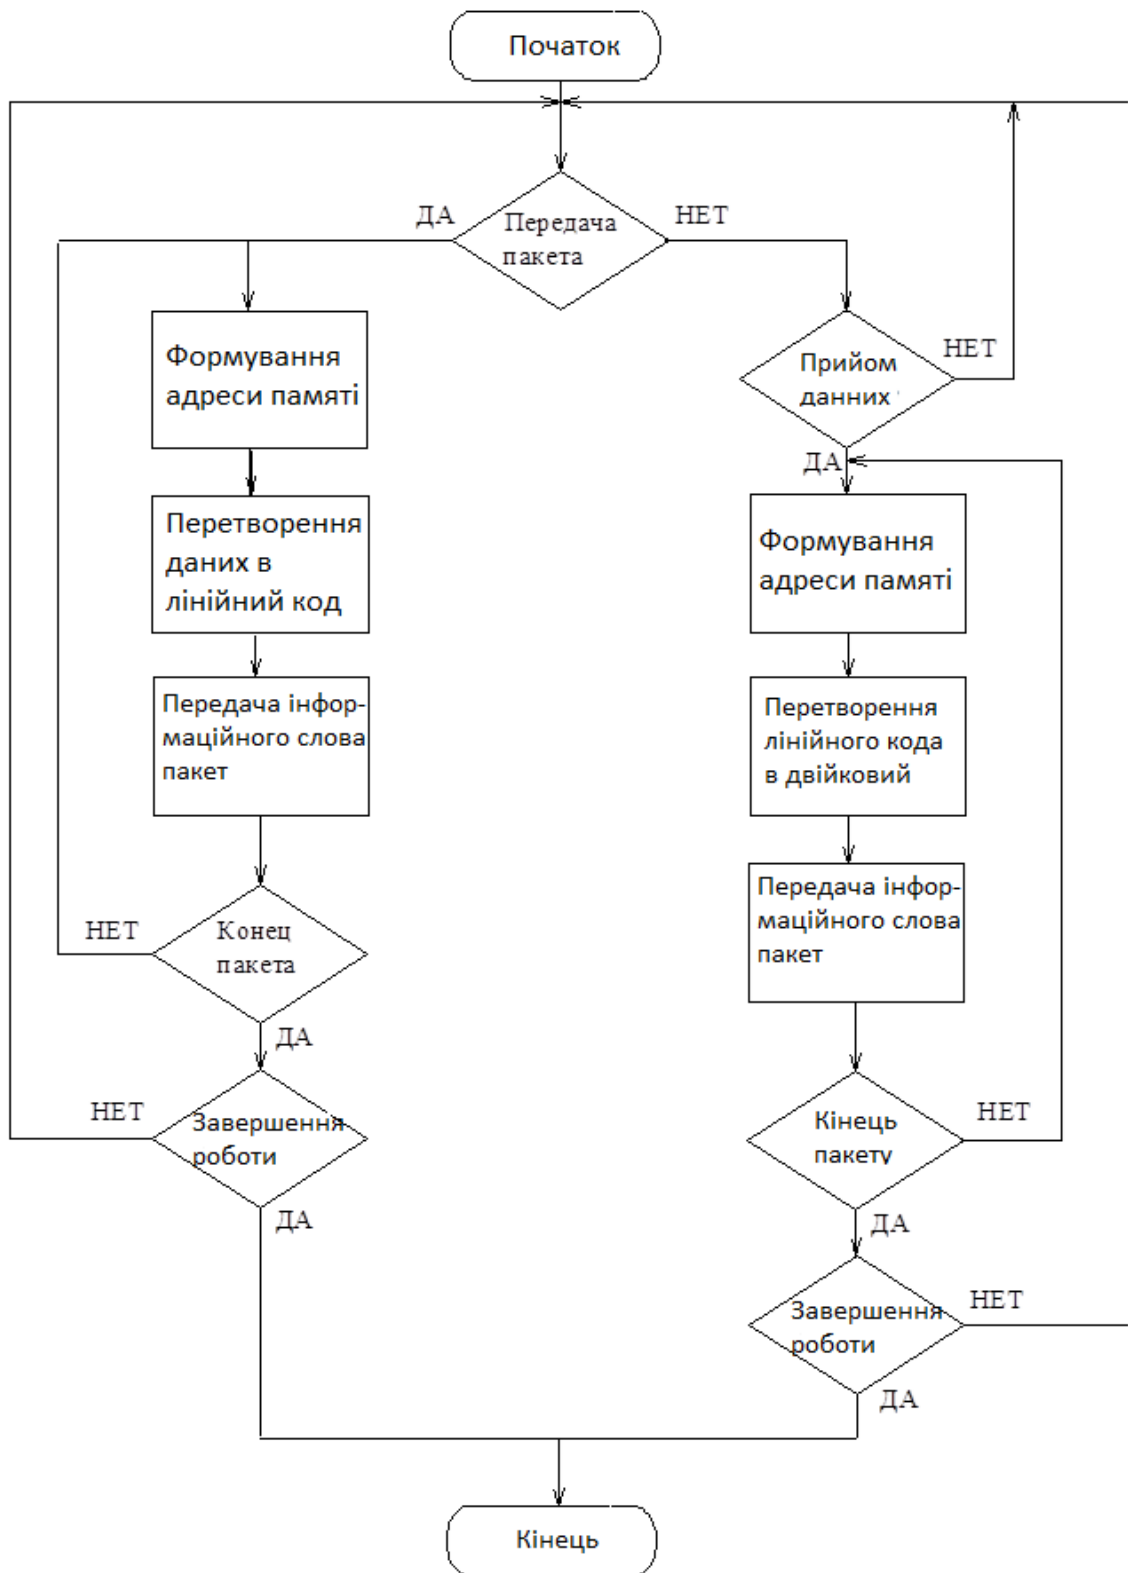 Початок
ДА
Передача
пакета
НЕТ
Формування
адреси памяті
Прийом
данних
НЕТ
ДА
Перетворення
даних в
лінійний код
Формування
адреси памяті
Передача інфор-
маційного слова
пакет
Перетворення
лінійного кода
в двійковий
Передача інфор-
маційного слова
пакет
НЕТ
Конец
пакета
ДА
НЕТ
Завершення
роботи
ДА
Кінець
пакету
НЕТ
ДА
Завершення
роботи
НЕТ
ДА
Кінець